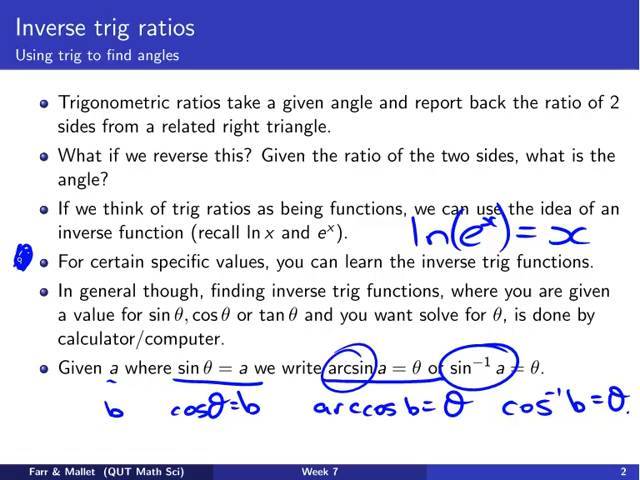 Inverse trig ratios
Using trig to find angles
Trigonometric ratios take a given angle and report back the ratio of 2
sides from a related right triangle.
What if we reverse this? Given the ratio of the two sides, what is the
angle?
If we think of trig ratios as being functions, we can use the idea of an
inverse function (recall ln x and eˣ).
ln(eˣ) = x
For certain specific values, you can learn the inverse trig functions.
In general though, finding inverse trig functions, where you are given
a value for sin θ, cos θ or tan θ and you want solve for θ, is done by
calculator/computer.
Given a where sin θ = a we write arcsin a = θ or sin⁻¹ a = θ.
b cosθ=b arccos b = θ cos⁻¹ b = θ.
Farr & Mallet (QUT Math Sci) Week 7 2